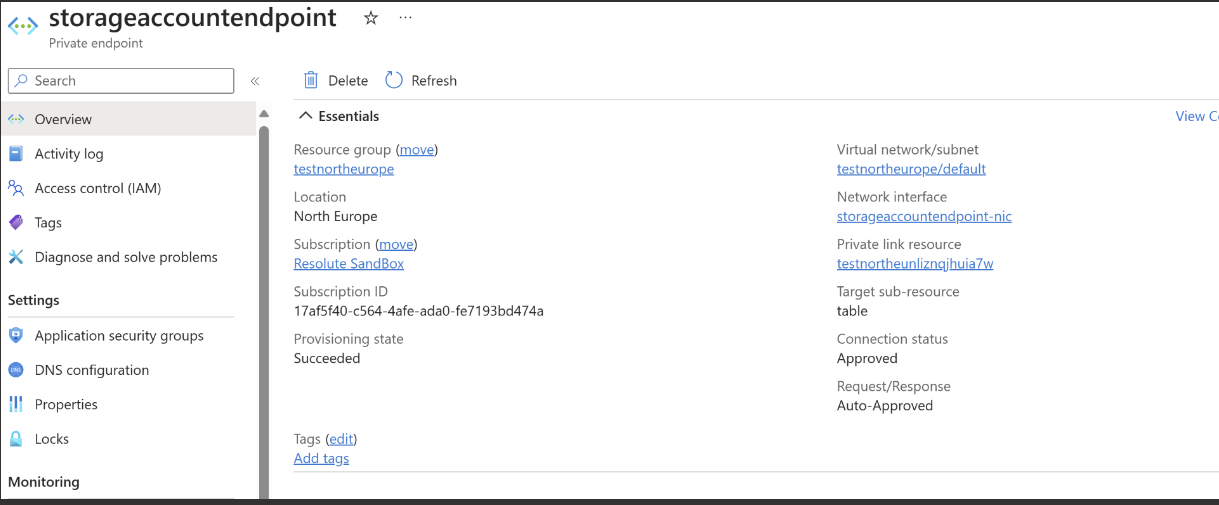 storageaccountendpoint ☆ ...
Private endpoint
Search «
Delete Refresh
Overview
Activity log
Access control (IAM)
Tags
Diagnose and solve problems
Settings
Application security groups
DNS configuration
Properties
Locks
Monitoring
Essentials
View Co
Resource group (move)
testnortheurope
Location
North Europe
Subscription (move)
Resolute SandBox
Subscription ID
17af5f40-c564-4afe-ada0-fe7193bd474a
Provisioning state
Succeeded
Virtual network/subnet
testnortheurope/default
Network interface
storageaccountendpoint-nic
Private link resource
testnortheunliznqjhuia7w
Target sub-resource
table
Connection status
Approved
Request/Response
Auto-Approved
Tags (edit)
Add tags